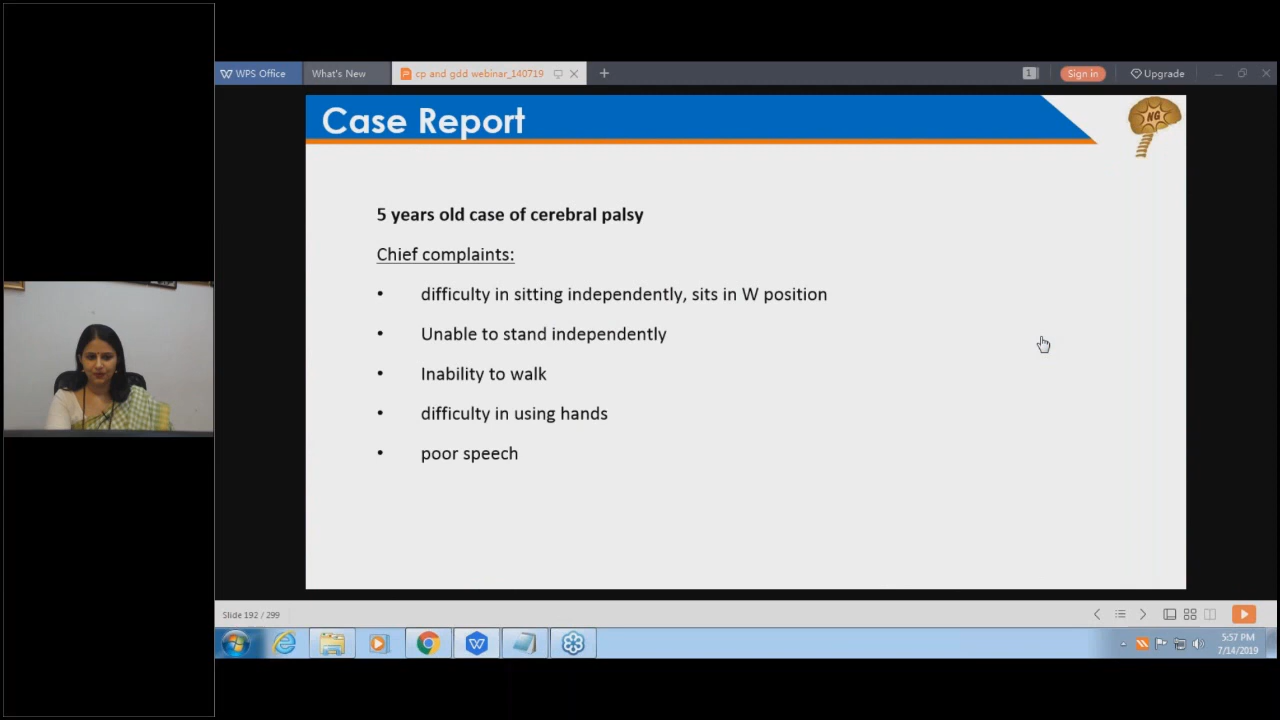 WPS Office What's New cp and gdd webinar_140719 1 Sign in Upgrade
Case Report
NG
5 years old case of cerebral palsy
Chief complaints:
• difficulty in sitting independently, sits in W position
• Unable to stand independently
• Inability to walk
• difficulty in using hands
• poor speech
Slide 192 / 299
5:57 PM
7/14/2019